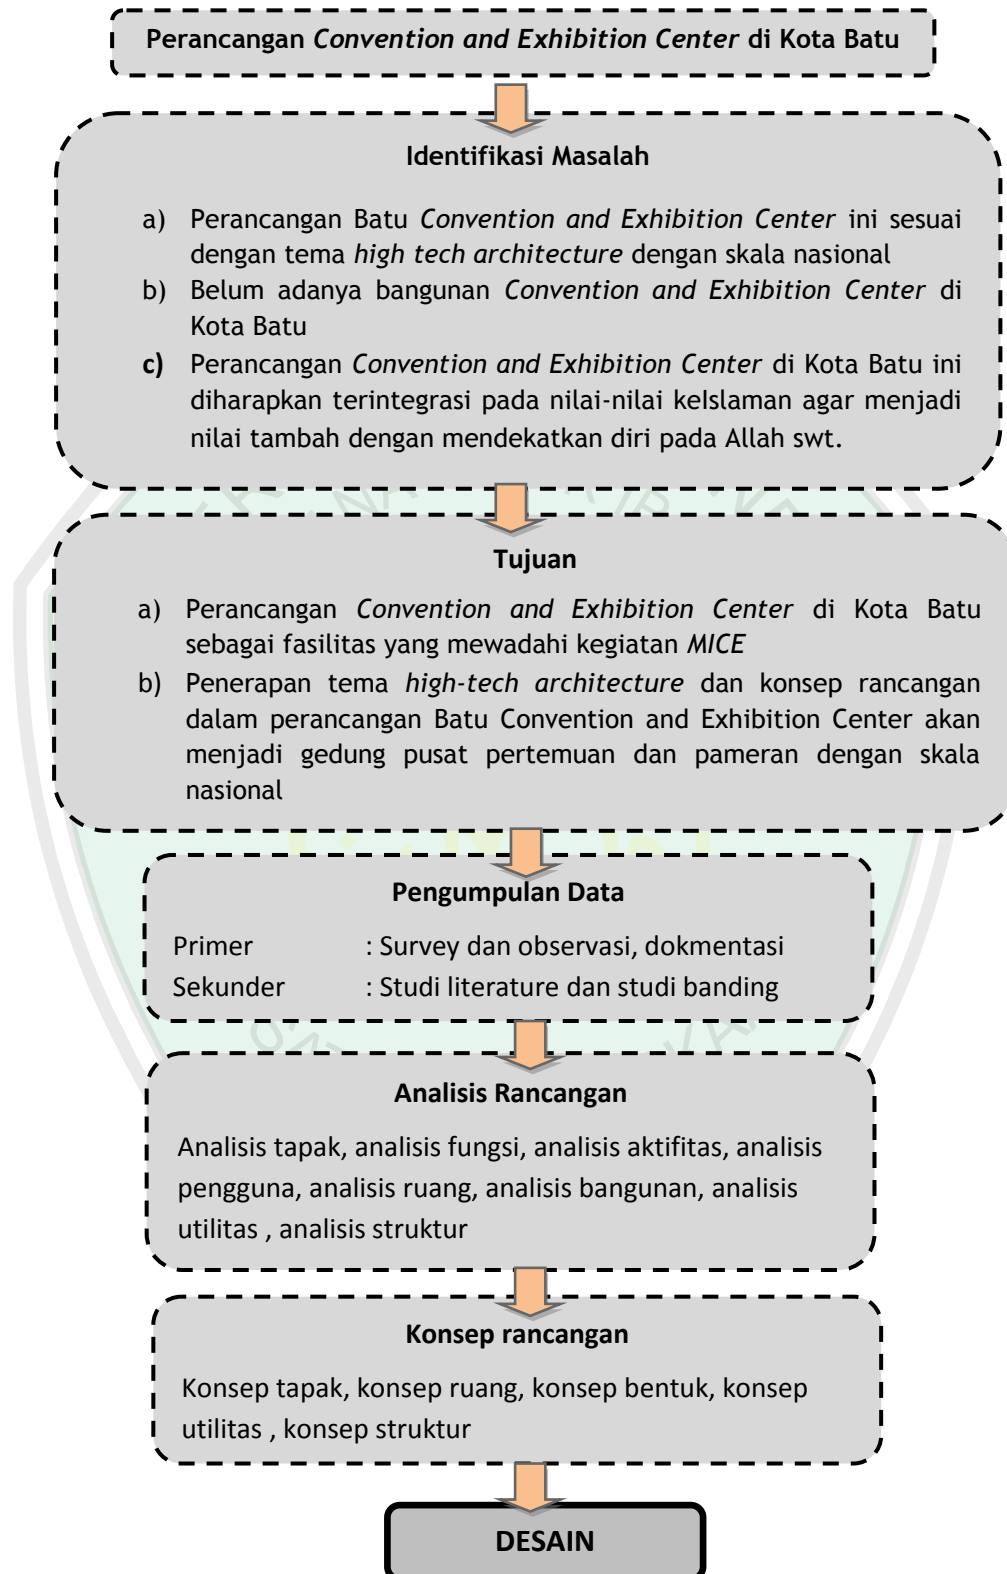 Perancangan Convention and Exhibition Center di Kota Batu
Identifikasi Masalah
a) Perancangan Batu Convention and Exhibition Center ini sesuai
dengan tema high tech architecture dengan skala nasional
b) Belum adanya bangunan Convention and Exhibition Center di
Kota Batu
c) Perancangan Convention and Exhibition Center di Kota Batu ini
diharapkan terintegrasi pada nilai-nilai keIslaman agar menjadi
nilai tambah dengan mendekatkan diri pada Allah swt.
Tujuan
a) Perancangan Convention and Exhibition Center di Kota Batu
sebagai fasilitas yang mewadahi kegiatan MICE
b) Penerapan tema high-tech architecture dan konsep rancangan
dalam perancangan Batu Convention and Exhibition Center akan
menjadi gedung pusat pertemuan dan pameran dengan skala
nasional
Pengumpulan Data
Primer : Survey dan observasi, dokmentasi
Sekunder : Studi literature dan studi banding
Analisis Rancangan
Analisis tapak, analisis fungsi, analisis aktifitas, analisis
pengguna, analisis ruang, analisis bangunan, analisis
utilitas , analisis struktur
Konsep rancangan
Konsep tapak, konsep ruang, konsep bentuk, konsep
utilitas , konsep struktur
DESAIN